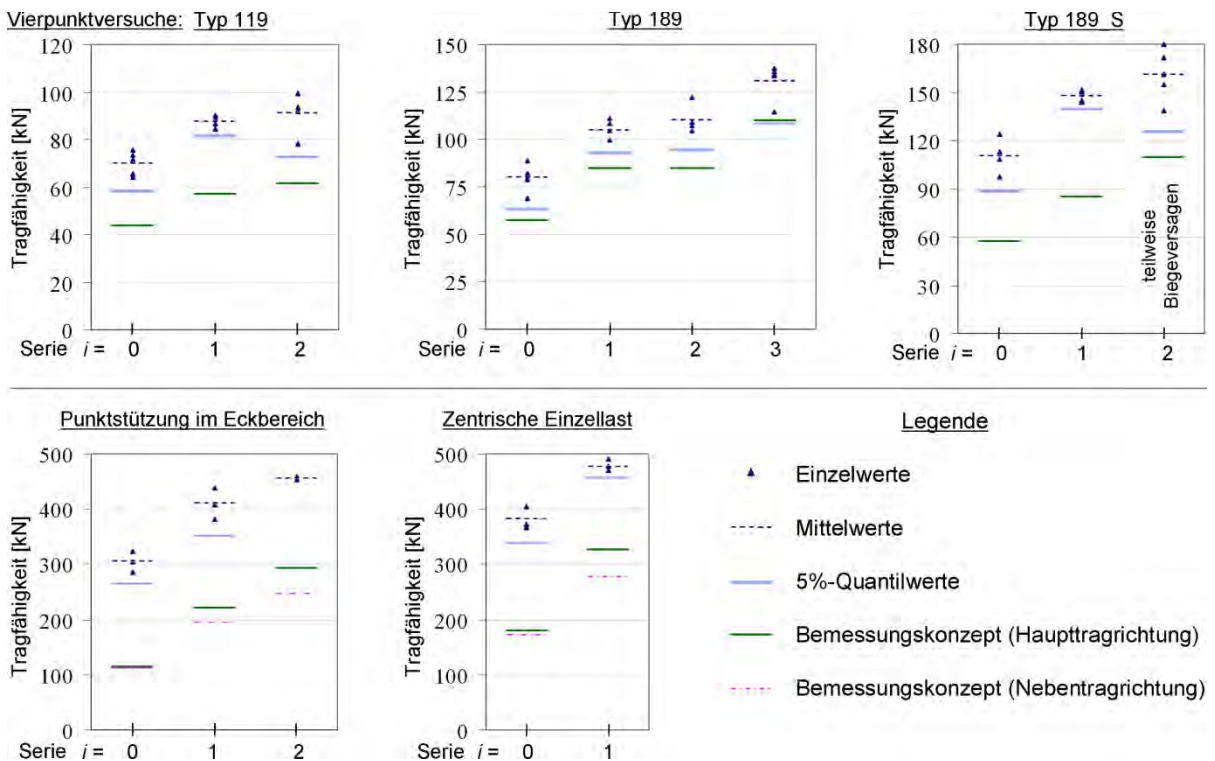 Vierpunktversuche: Typ 119
Typ 189
Typ 189_S
Tragfähigkeit [kN]
120
100
80
60
40
20
0
Serie i = 0 1 2
Tragfähigkeit [kN]
150
125
100
75
50
25
0
Serie i = 0 1 2 3
Tragfähigkeit [kN]
180
150
120
90
60
30
0
teilweise
Biegeversagen
Serie i = 0 1 2
Punktstützung im Eckbereich
Tragfähigkeit [kN]
500
400
300
200
100
0
Serie i = 0 1 2
Zentrische Einzellast
Tragfähigkeit [kN]
500
400
300
200
100
0
Serie i = 0 1
Legende
Einzelwerte
Mittelwerte
5%-Quantilwerte
Bemessungskonzept (Haupttragrichtung)
Bemessungskonzept (Nebentragrichtung)